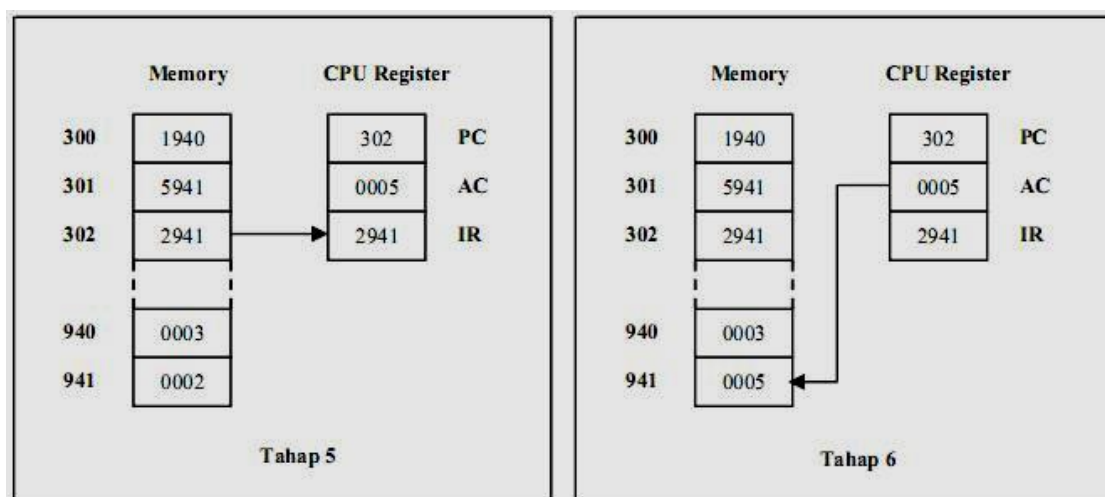 Memory CPU Register
300 1940 302 PC
301 5941 0005 AC
302 2941 2941 IR
940 0003
941 0002
Tahap 5
Memory CPU Register
300 1940 302 PC
301 5941 0005 AC
302 2941 2941 IR
940 0003
941 0005
Tahap 6